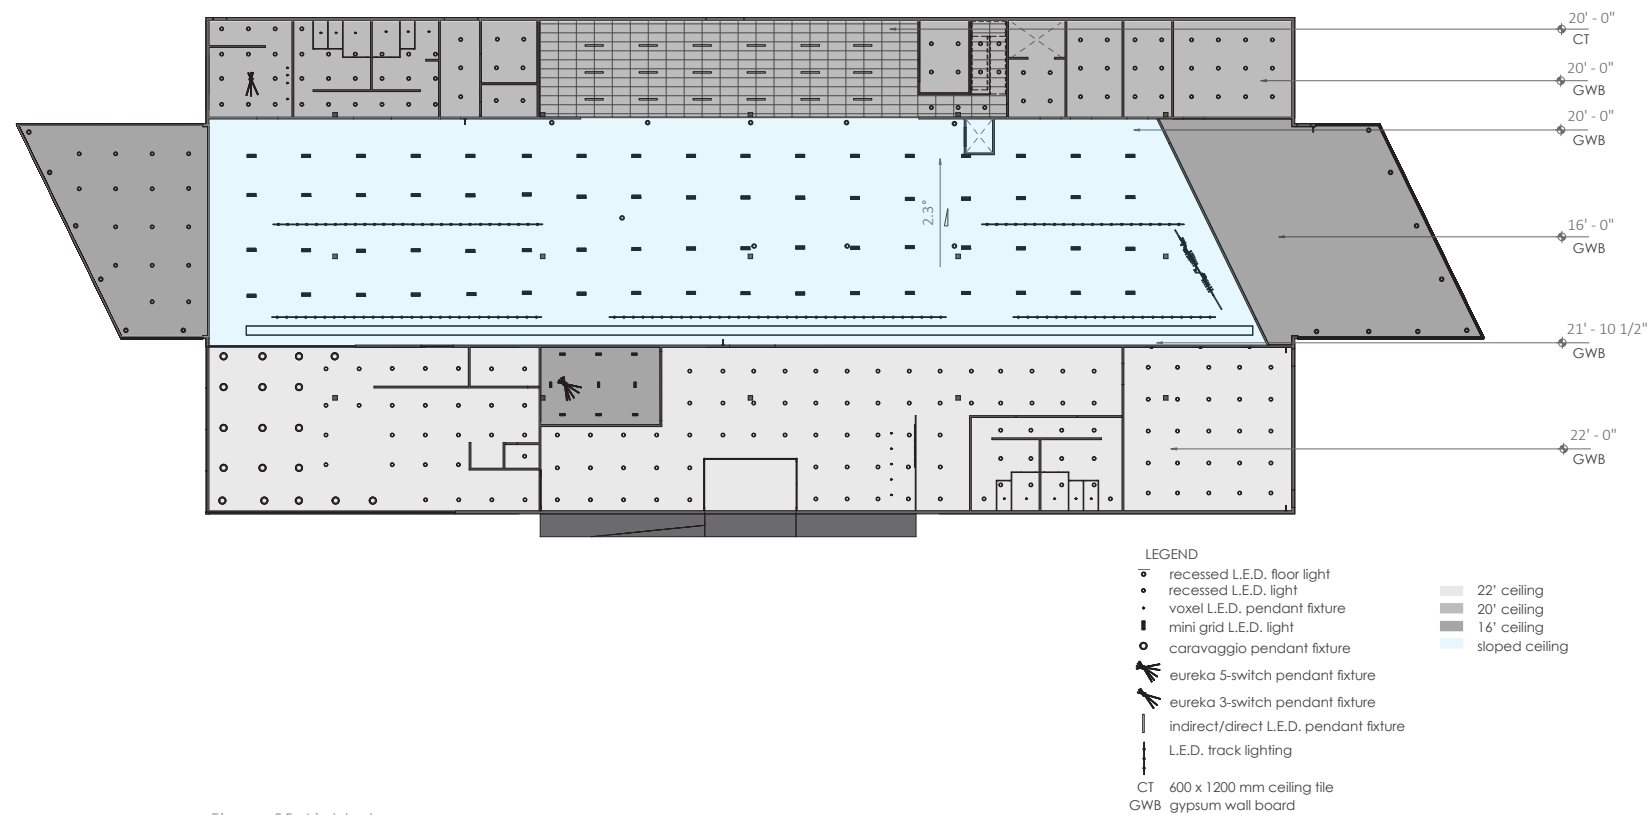 20' - 0"
CT
20' - 0"
GWB
20' - 0"
GWB
2.3°
16' - 0"
GWB
21' - 10 1/2"
GWB
22' - 0"
GWB
LEGEND
recessed L.E.D. floor light
recessed L.E.D. light
voxel L.E.D. pendant fixture
mini grid L.E.D. light
caravaggio pendant fixture
eureka 5-switch pendant fixture
eureka 3-switch pendant fixture
indirect/direct L.E.D. pendant fixture
L.E.D. track lighting
CT 600 x 1200 mm ceiling tile
GWB gypsum wall board
22' ceiling
20' ceiling
16' ceiling
sloped ceiling